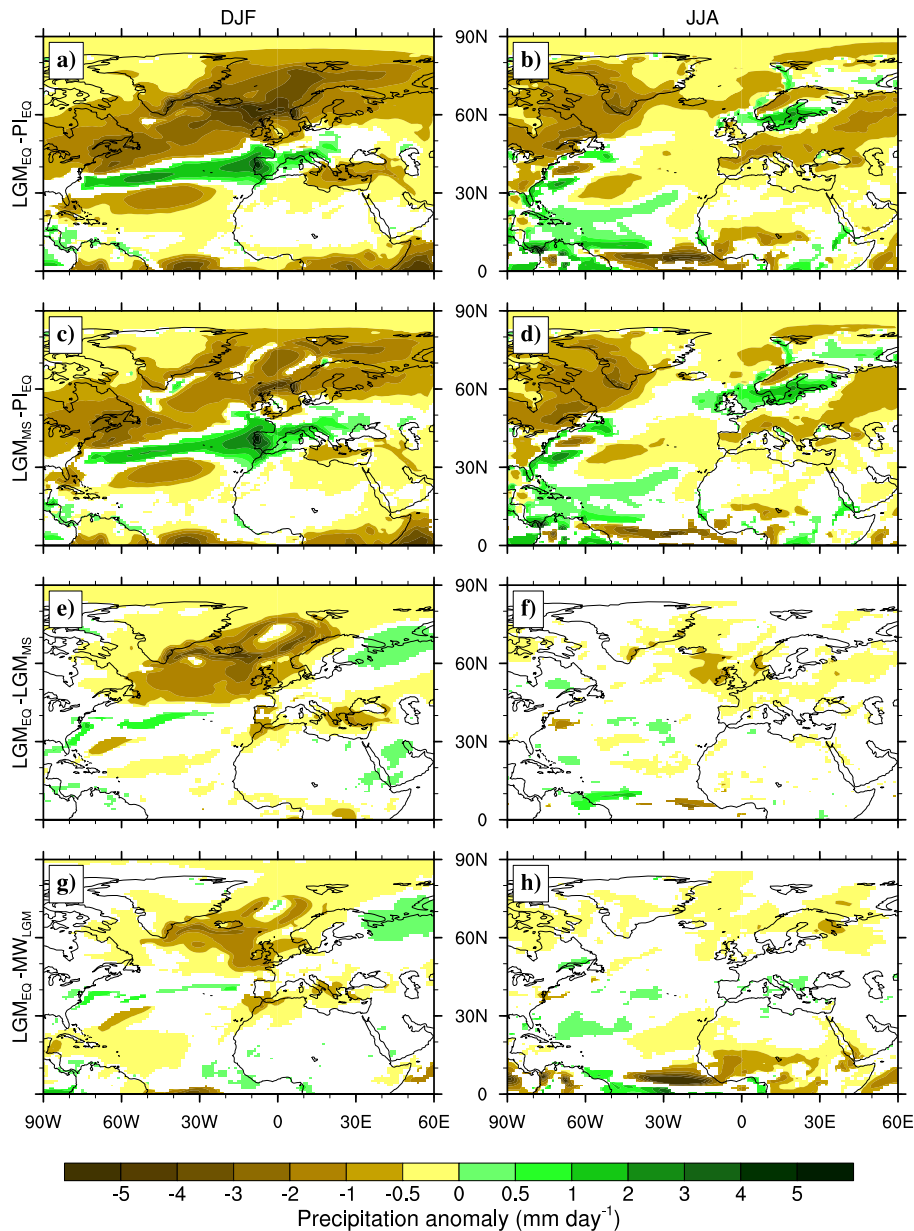 DJF
JJA
a)
b)
90N
60N
30N
0
LGM_EQ-PI_EQ
c)
d)
90N
60N
30N
0
LGM_MS-PI_EQ
e)
f)
90N
60N
30N
0
LGM_EQ-LGM_MS
g)
h)
90N
60N
30N
0
LGM_EQ-MW_LGM
90W 60W 30W 0 30E 60E
90W 60W 30W 0 30E 60E
-5 -4 -3 -2 -1 -0.5 0 0.5 1 2 3 4 5
Precipitation anomaly (mm day⁻¹)